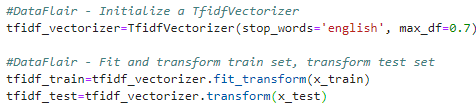 #DataFlair - Initialize a TfidfVectorizer
tfidf_vectorizer=TfidfVectorizer(stop_words='english', max_df=0.7)
#DataFlair - Fit and transform train set, transform test set
tfidf_train=tfidf_vectorizer.fit_transform(x_train)
tfidf_test=tfidf_vectorizer.transform(x_test)